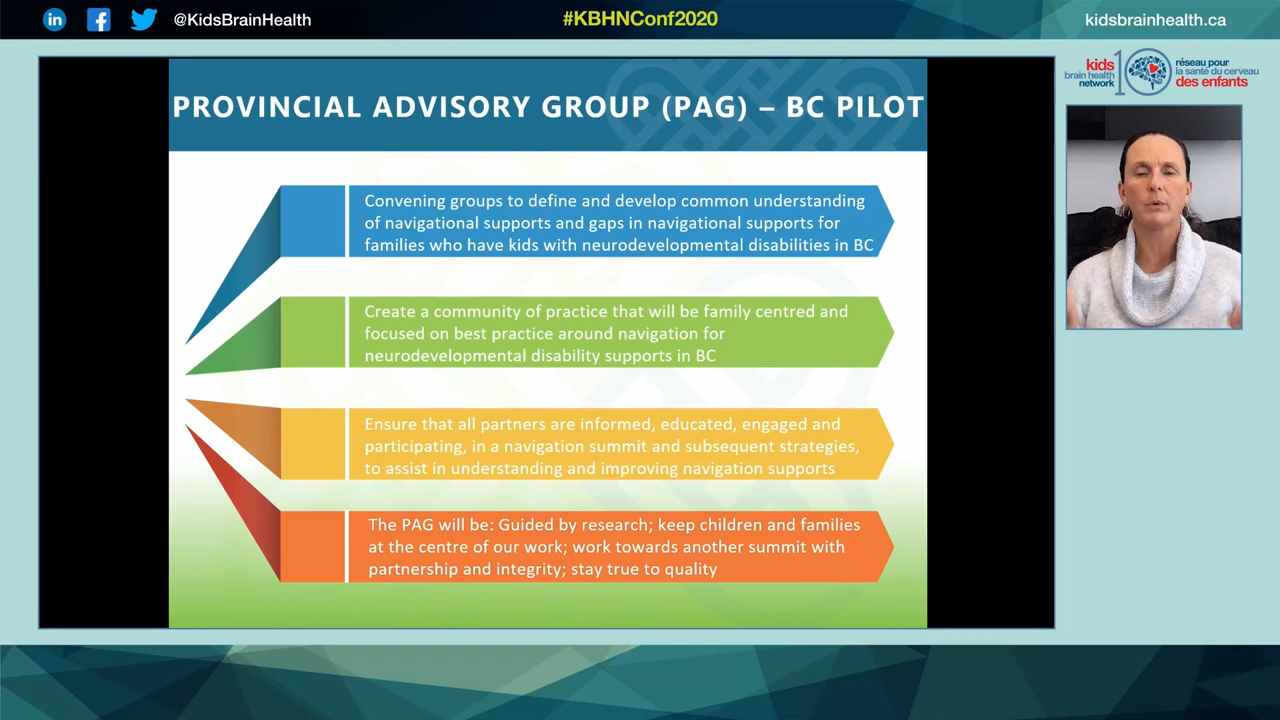 @KidsBrainHealth
#KBHNConf2020
kidsbrainhealth.ca
kids
brain health
network
10
réseau pour
la santé du cerveau
des enfants
PROVINCIAL ADVISORY GROUP (PAG) – BC PILOT
Convening groups to define and develop common understanding
of navigational supports and gaps in navigational supports for
families who have kids with neurodevelopmental disabilities in BC
Create a community of practice that will be family centred and
focused on best practice around navigation for
neurodevelopmental disability supports in BC
Ensure that all partners are informed, educated, engaged and
participating, in a navigation summit and subsequent strategies,
to assist in understanding and improving navigation supports
The PAG will be: Guided by research; keep children and families
at the centre of our work; work towards another summit with
partnership and integrity; stay true to quality